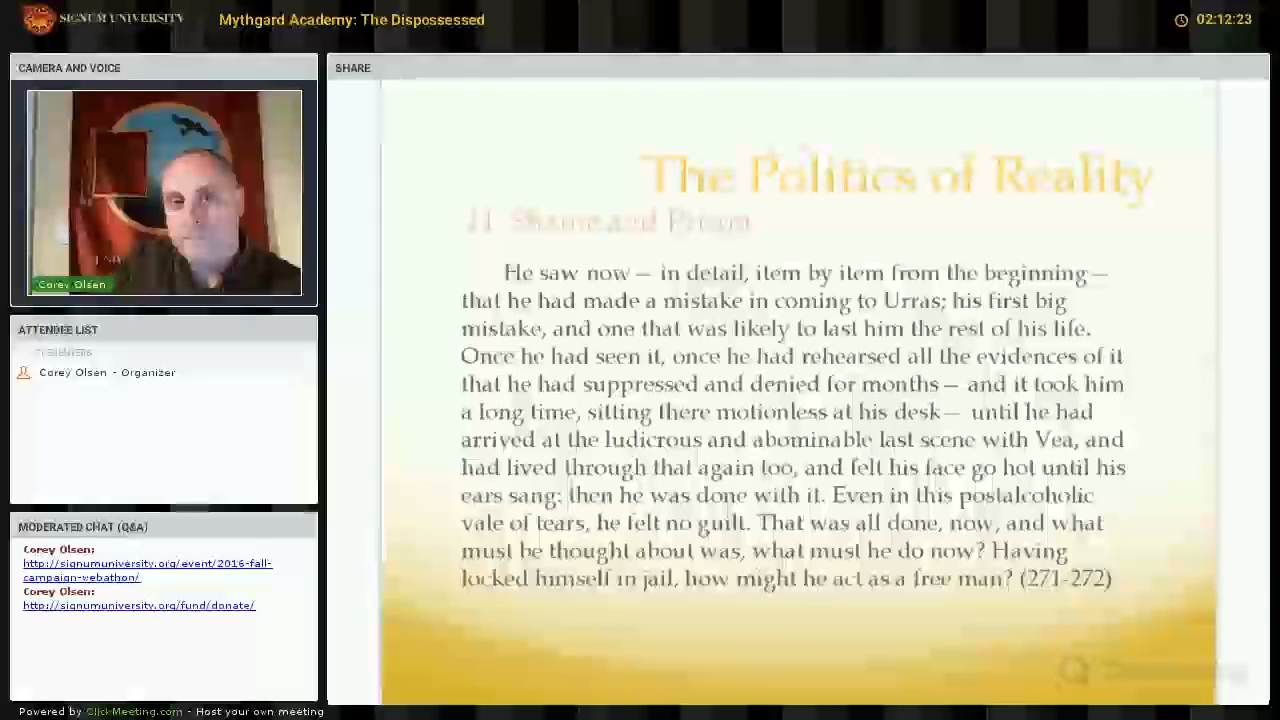 SIGNUM UNIVERSITY
Mythgard Academy: The Dispossessed
02:12:23
CAMERA AND VOICE
Corey Olsen
ATTENDEE LIST
Corey Olsen - Organizer
MODERATED CHAT (Q&A)
Corey Olsen:
http://signumuniversity.org/event/2016-fall-
campaign-webathon/
Corey Olsen:
http://signumuniversity.org/fund/donate/
SHARE
The Politics of Reality
Shame and Prison
He saw now — in detail, item by item from the beginning —
that he had made a mistake in coming to Urras; his first big
mistake, and one that was likely to last him the rest of his life.
Once he had seen it, once he had rehearsed all the evidences of it
that he had suppressed and denied for months — and it took him
a long time, sitting there motionless at his desk — until he had
arrived at the ludicrous and abominable last scene with Vea, and
had lived through that again too, and felt his face go hot until his
ears sang: then he was done with it. Even in this postalcoholic
vale of tears, he felt no guilt. That was all done, now, and what
must be thought about was, what must he do now? Having
locked himself in jail, how might he act as a free man? (271-272)
Powered by ClickMeeting.com - Host your own meeting